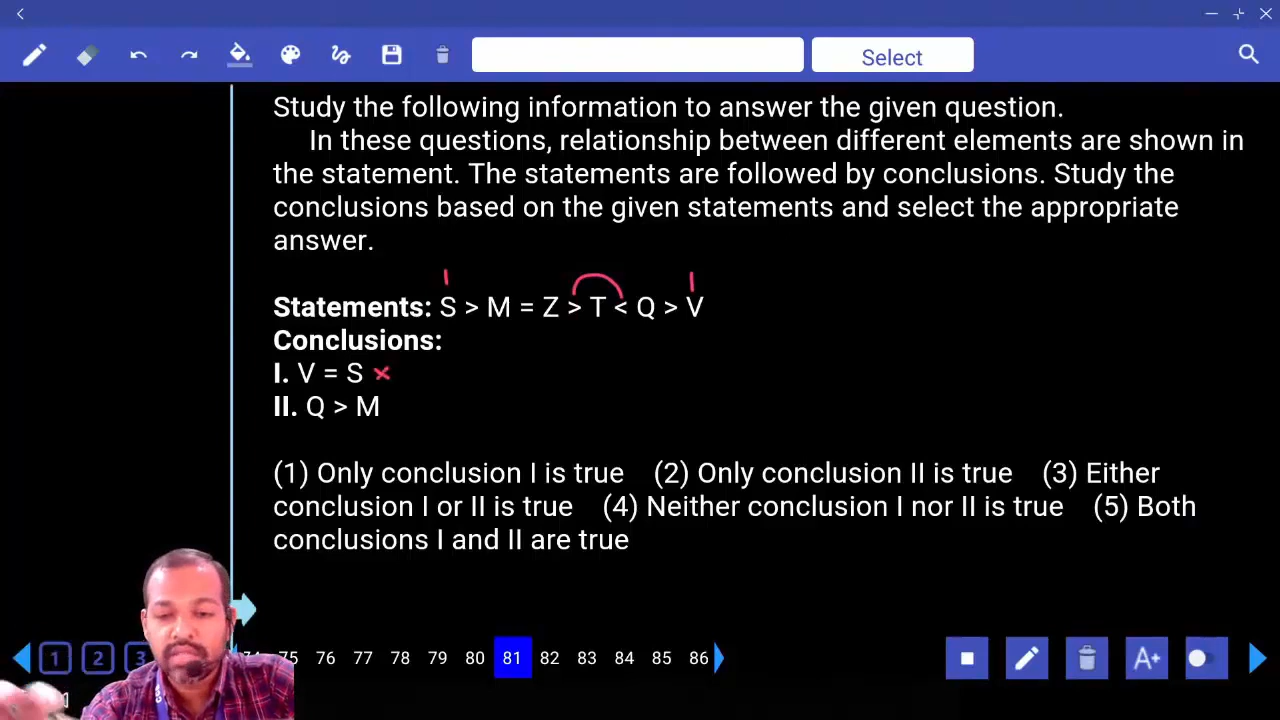 Select
Study the following information to answer the given question.
In these questions, relationship between different elements are shown in
the statement. The statements are followed by conclusions. Study the
conclusions based on the given statements and select the appropriate
answer.
Statements: S > M = Z > T < Q > V
Conclusions:
I. V = S ×
II. Q > M
(1) Only conclusion I is true (2) Only conclusion II is true (3) Either
conclusion I or II is true (4) Neither conclusion I nor II is true (5) Both
conclusions I and II are true
1 2 3 75 76 77 78 79 80 81 82 83 84 85 86 A+